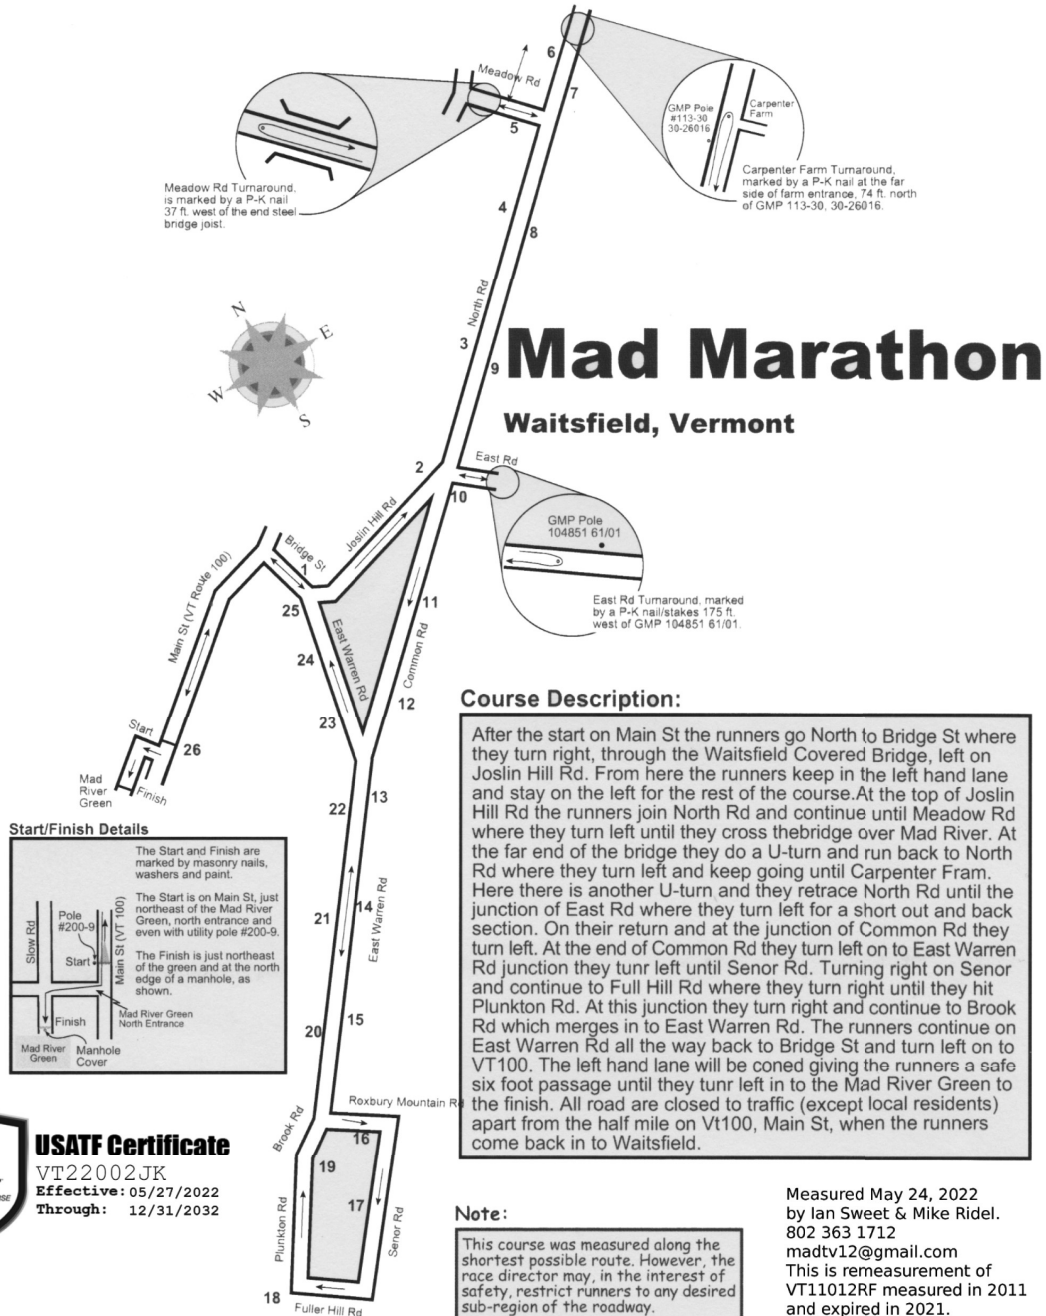 6
Meadow Rd
7
5
GMP Pole
#113-30
30-26016
Carpenter
Farm
Carpenter Farm Turnaround,
marked by a P-K nail at the far
side of farm entrance, 74 ft. north
of GMP 113-30, 30-26016.
Meadow Rd Turnaround,
is marked by a P-K nail
37 ft. west of the end steel
bridge joist.
4
8
North Rd
N
E
W
S
3
9
Mad Marathon
Waitsfield, Vermont
2
East Rd
10
Joslin Hill Rd
GMP Pole
104851 61/01
Bridge St
1
Main St (VT Route 100)
East Rd Turnaround, marked
by a P-K nail/stakes 175 ft.
west of GMP 104851 61/01.
25
11
East Warren Rd
Common Rd
24
12
23
Start
26
Mad
River
Green
Finish
22
13
Course Description:
After the start on Main St the runners go North to Bridge St where
they turn right, through the Waitsfield Covered Bridge, left on
Joslin Hill Rd. From here the runners keep in the left hand lane
and stay on the left for the rest of the course.At the top of Joslin
Hill Rd the runners join North Rd and continue until Meadow Rd
where they turn left until they cross thebridge over Mad River. At
the far end of the bridge they do a U-turn and run back to North
Rd where they turn left and keep going until Carpenter Fram.
Here there is another U-turn and they retrace North Rd until the
junction of East Rd where they turn left for a short out and back
section. On their return and at the junction of Common Rd they
turn left. At the end of Common Rd they turn left on to East Warren
Rd junction they tunr left until Senor Rd. Turning right on Senor
and continue to Full Hill Rd where they turn right until they hit
Plunkton Rd. At this junction they turn right and continue to Brook
Rd which merges in to East Warren Rd. The runners continue on
East Warren Rd all the way back to Bridge St and turn left on to
VT100. The left hand lane will be coned giving the runners a safe
six foot passage until they tunr left in to the Mad River Green to
the finish. All road are closed to traffic (except local residents)
apart from the half mile on Vt100, Main St, when the runners
come back in to Waitsfield.
Start/Finish Details
The Start and Finish are
marked by masonry nails,
washers and paint.
The Start is on Main St, just
northeast of the Mad River
Green, north entrance and
even with utility pole #200-9.
The Finish is just northeast
of the green and at the north
edge of a manhole, as
shown.
Slow Rd
Pole
#200-9
Start
Main St (VT 100)
Mad River Green
North Entrance
Finish
Mad River
Green
Manhole
Cover
21
14
East Warren Rd
20
15
Roxbury Mountain Rd
Brook Rd
16
19
17
Plunkton Rd
Senor Rd
18
Fuller Hill Rd
USATF Certificate
VT22002JK
Effective: 05/27/2022
Through: 12/31/2032
Note:
This course was measured along the
shortest possible route. However, the
race director may, in the interest of
safety, restrict runners to any desired
sub-region of the roadway.
Measured May 24, 2022
by Ian Sweet & Mike Ridel.
802 363 1712
madtv12@gmail.com
This is remeasurement of
VT11012RF measured in 2011
and expired in 2021.